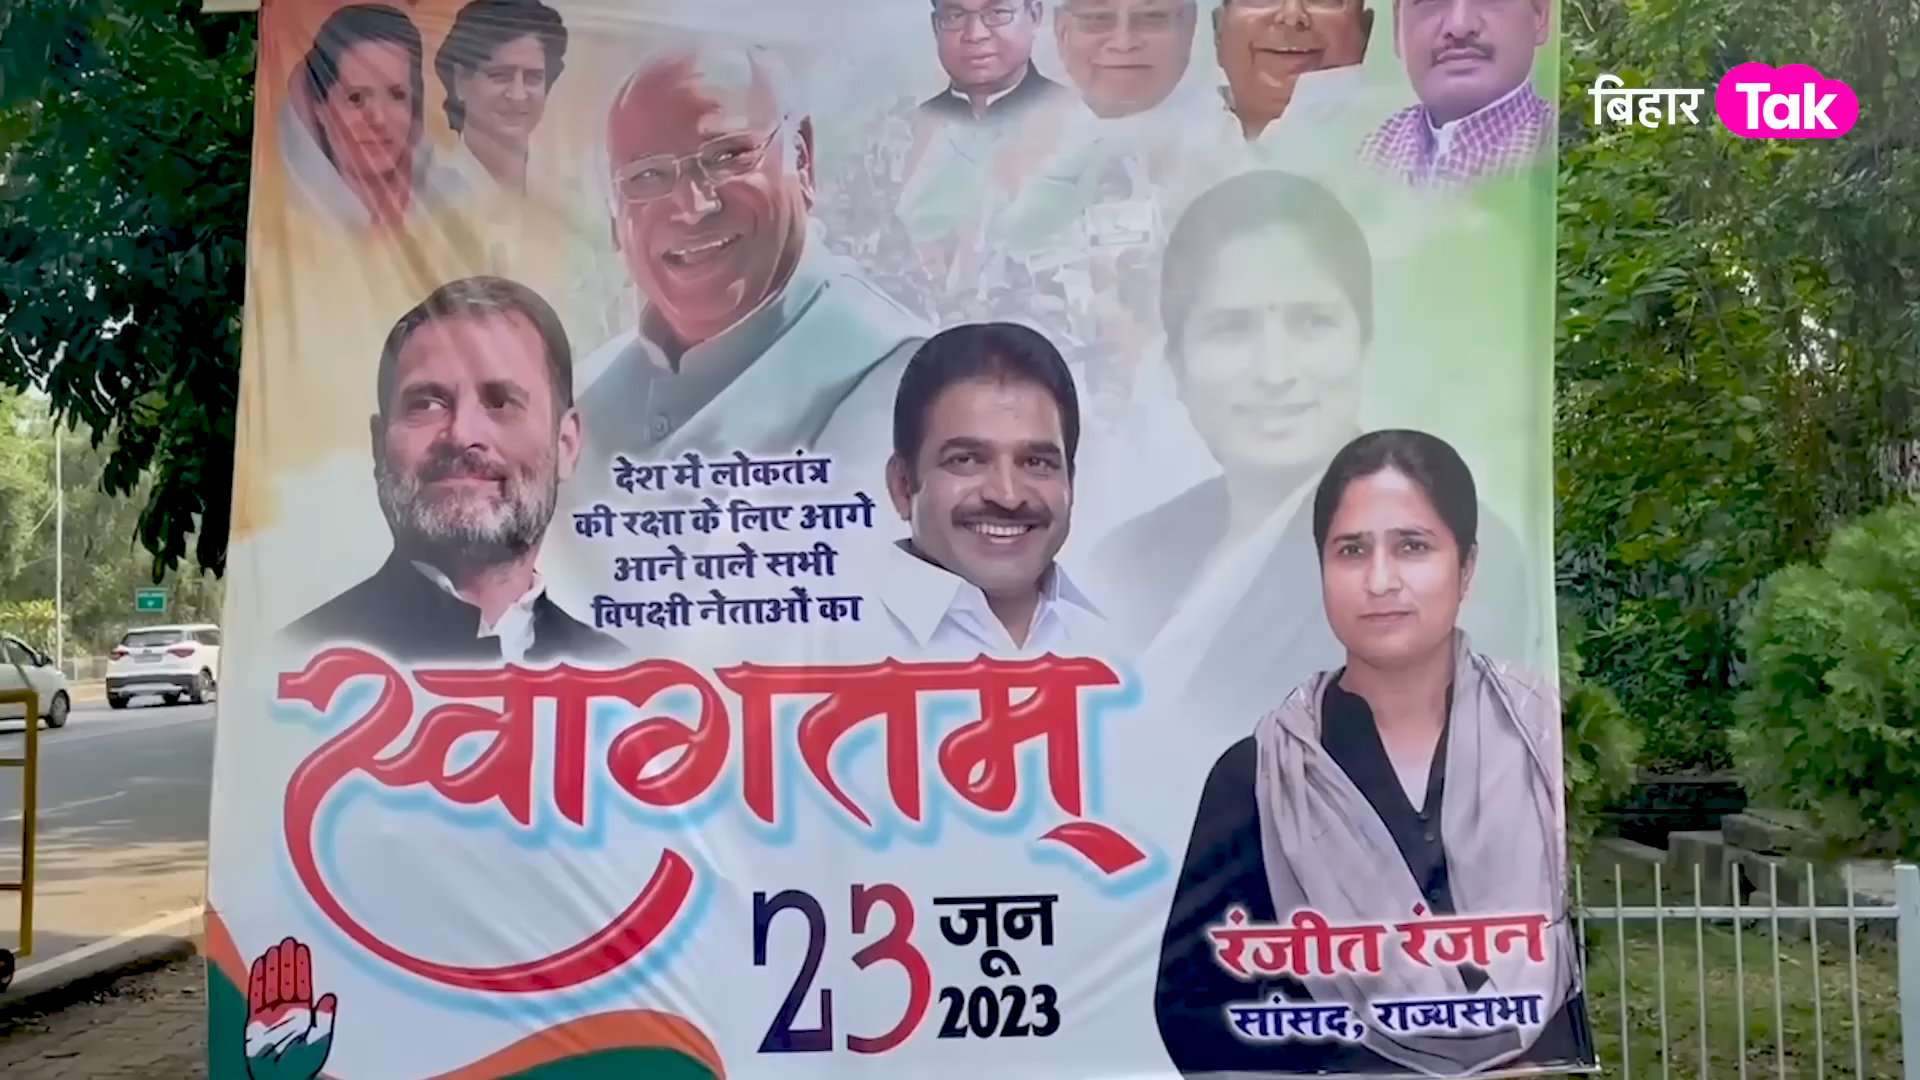 बिहार Tak
देश में लोकतंत्र
की रक्षा के लिए आगें
आने वाले सभी
विपक्षी नेताओं का
स्वागतम्
23 जून
2023
रंजीत रंजन
सांसद, राज्यसभा